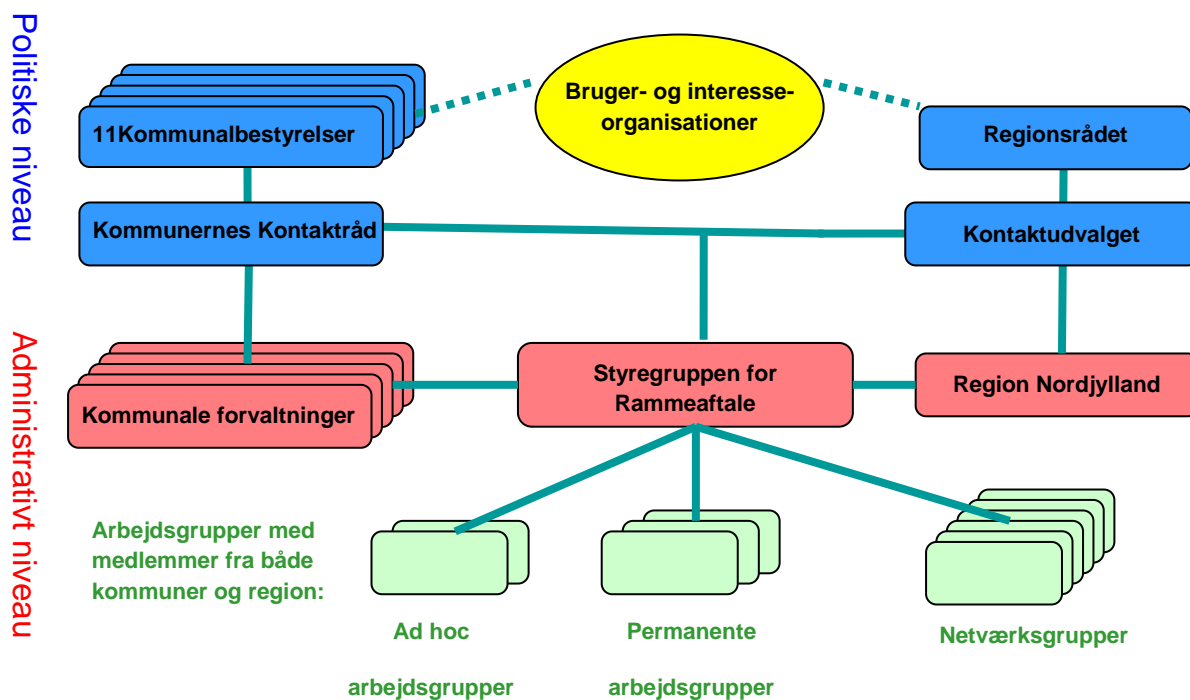 Politiske niveau
Bruger- og interesse-
organisationer
11Kommunalbestyrelser
Regionsrådet
Kommunernes Kontaktråd
Kontaktudvalget
Administrativt niveau
Styregruppen for
Rammeaftale
Kommunale forvaltninger
Region Nordjylland
Arbejdsgrupper med
medlemmer fra både
kommuner og region:
Ad hoc
arbejdsgrupper
Permanente
arbejdsgrupper
Netværksgrupper